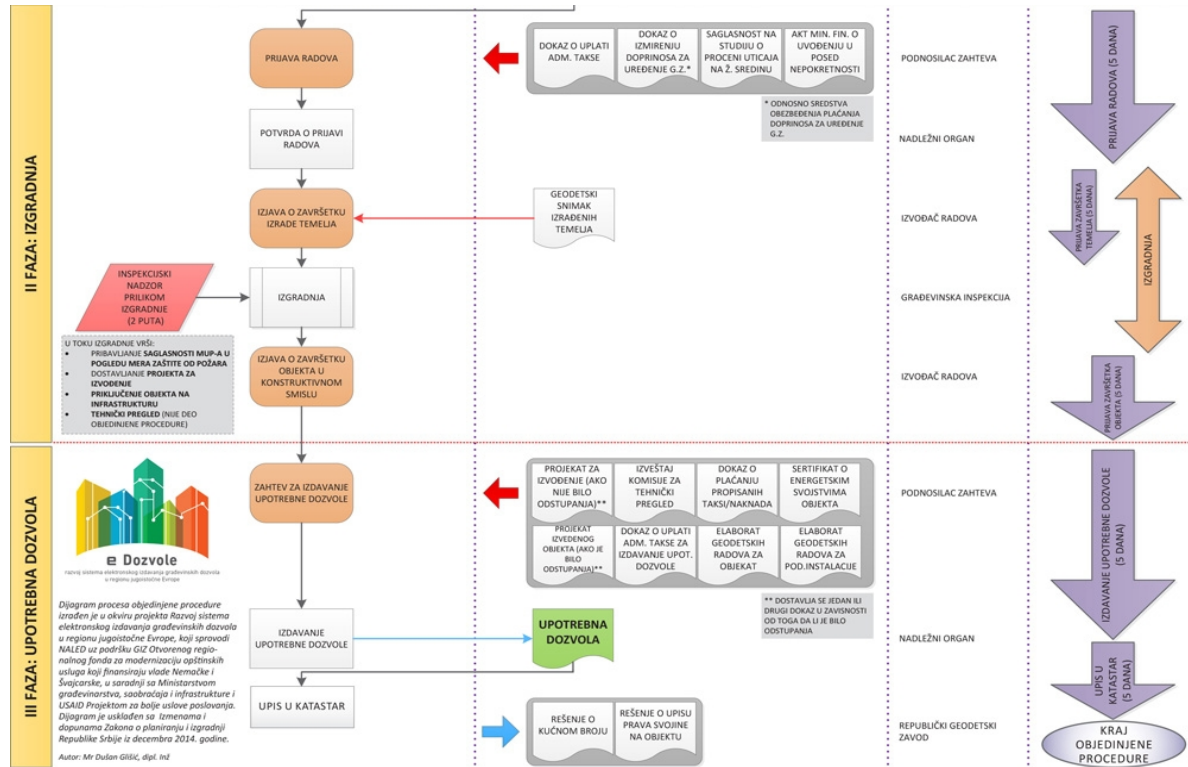 II FAZA: IZGRADNJA
PRIJAVA RADOVA
DOKAZ O UPLATI
ADM. TAKSE
DOKAZ O
IZMIRENJU
DOPRINOSA ZA
UREĐENJE G.Z.*
SAGLASNOST NA
STUDIJU O
PROCENI UTICAJA
NA Ž. SREDINU
AKT MIN. FIN. O
UVOĐENJU U
POSED
NEPOKRETNOSTI
PODNOSILAC ZAHTEVA
PRIJAVA RADOVA (5 DANA)
* ODNOSNO SREDSTVA
OBEZBEĐENJA PLAĆANJA
DOPRINOSA ZA UREĐENJE
G.Z.
POTVRDA O PRIJAVI
RADOVA
NADLEŽNI ORGAN
IZJAVA O ZAVRŠETKU
IZRADE TEMELJA
GEODETSKI
SNIMAK
IZRAĐENIH
TEMELJA
IZVOĐAČ RADOVA
PRIJAVA ZAVRŠETKA
TEMELJA (5 DANA)
IZGRADNJA
INSPEKCIJSKI
NADZOR
PRILIKOM
IZGRADNJE
(2 PUTA)
IZGRADNJA
GRAĐEVINSKA INSPEKCIJA
U TOKU IZGRADNJE VRŠI:
• PRIBAVLJANJE SAGLASNOSTI MUP-A U
POGLEDU MERA ZAŠTITE OD POŽARA
• DOSTAVLJANJE PROJEKTA ZA
IZVOĐENJE
• PRIKLJUČENJE OBJEKTA NA
INFRASTRUKTURU
• TEHNIČKI PREGLED (NIJE DEO
OBJEDINJENE PROCEDURE)
IZJAVA O ZAVRŠETKU
OBJEKTA U
KONSTRUKTIVNOM
SMISLU
IZVOĐAČ RADOVA
PRIJAVA ZAVRŠETKA
OBJEKTA (5 DANA)
III FAZA: UPOTREBNA DOZVOLA
e Dozvole
razvoj sistema elektronskog izdavanja građevinskih dozvola
u regionu jugoistočne Evrope
ZAHTEV ZA IZDAVANJE
UPOTREBNE DOZVOLE
PROJEKAT ZA
IZVOĐENJE (AKO
NIJE BILO
ODSTUPANJA)**
IZVEŠTAJ
KOMISIJE ZA
TEHNIČKI
PREGLED
DOKAZ O
PLAĆANJU
PROPISANIH
TAKSI/NAKNADA
SERTIFIKAT O
ENERGETSKIM
SVOJSTVIMA
OBJEKTA
PROJEKAT
IZVEDENOG
OBJEKTA (AKO JE
BILO
ODSTUPANJA)**
DOKAZ O UPLATI
ADM. TAKSE ZA
IZDAVANJE UPOT.
DOZVOLE
ELABORAT
GEODETSKIH
RADOVA ZA
OBJEKAT
ELABORAT
GEODETSKIH
RADOVA ZA
POD.INSTALACIJE
PODNOSILAC ZAHTEVA
IZDAVANJE UPOTREBNE DOZVOLE
(5 DANA)
** DOSTAVLJA SE JEDAN ILI
DRUGI DOKAZ U ZAVISNOSTI
OD TOGA DA LI JE BILO
ODSTUPANJA
Dijagram procesa objedinjene procedure
izrađen je u okviru projekta Razvoj sistema
elektronskog izdavanja građevinskih dozvola
u regionu jugoistočne Evrope, koji sprovodi
NALED uz podršku GIZ Otvorenog regio-
nalnog fonda za modernizaciju opštinskih
usluga koji finansiraju vlade Nemačke i
Švajcarske, u saradnji sa Ministarstvom
građevinarstva, saobraćaja i infrastrukture i
USAID Projektom za bolje uslove poslovanja.
Dijagram je usklađen sa Izmenama i
dopunama Zakona o planiranju i izgradnji
Republike Srbije iz decembra 2014. godine.
Autor: Mr Dušan Glišić, dipl. Inž
IZDAVANJE
UPOTREBNE DOZVOLE
UPOTREBNA
DOZVOLA
NADLEŽNI ORGAN
UPIS U KATASTAR
UPIS U
KATASTAR
(5 DANA)
REŠENJE O
KUĆNOM BROJU
REŠENJE O UPISU
PRAVA SVOJINE
NA OBJEKTU
REPUBLIČKI GEODETSKI
ZAVOD
KRAJ
OBJEDINJENE
PROCEDURE